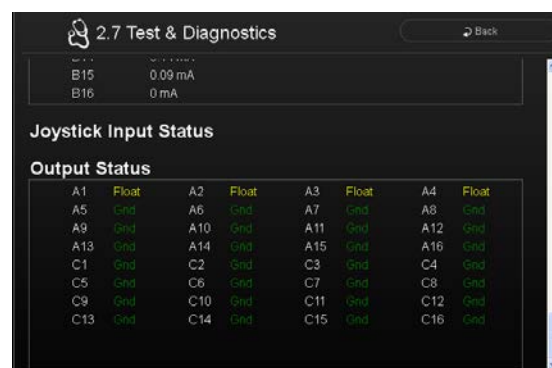 2.7 Test & Diagnostics
Back
B15 0.09 mA
B16 0 mA
Joystick Input Status
Output Status
A1 Float A2 Float A3 Float A4 Float
A5 Gnd A6 Gnd A7 Gnd A8 Gnd
A9 Gnd A10 Gnd A11 Gnd A12 Gnd
A13 Gnd A14 Gnd A15 Gnd A16 Gnd
C1 Gnd C2 Gnd C3 Gnd C4 Gnd
C5 Gnd C6 Gnd C7 Gnd C8 Gnd
C9 Gnd C10 Gnd C11 Gnd C12 Gnd
C13 Gnd C14 Gnd C15 Gnd C16 Gnd